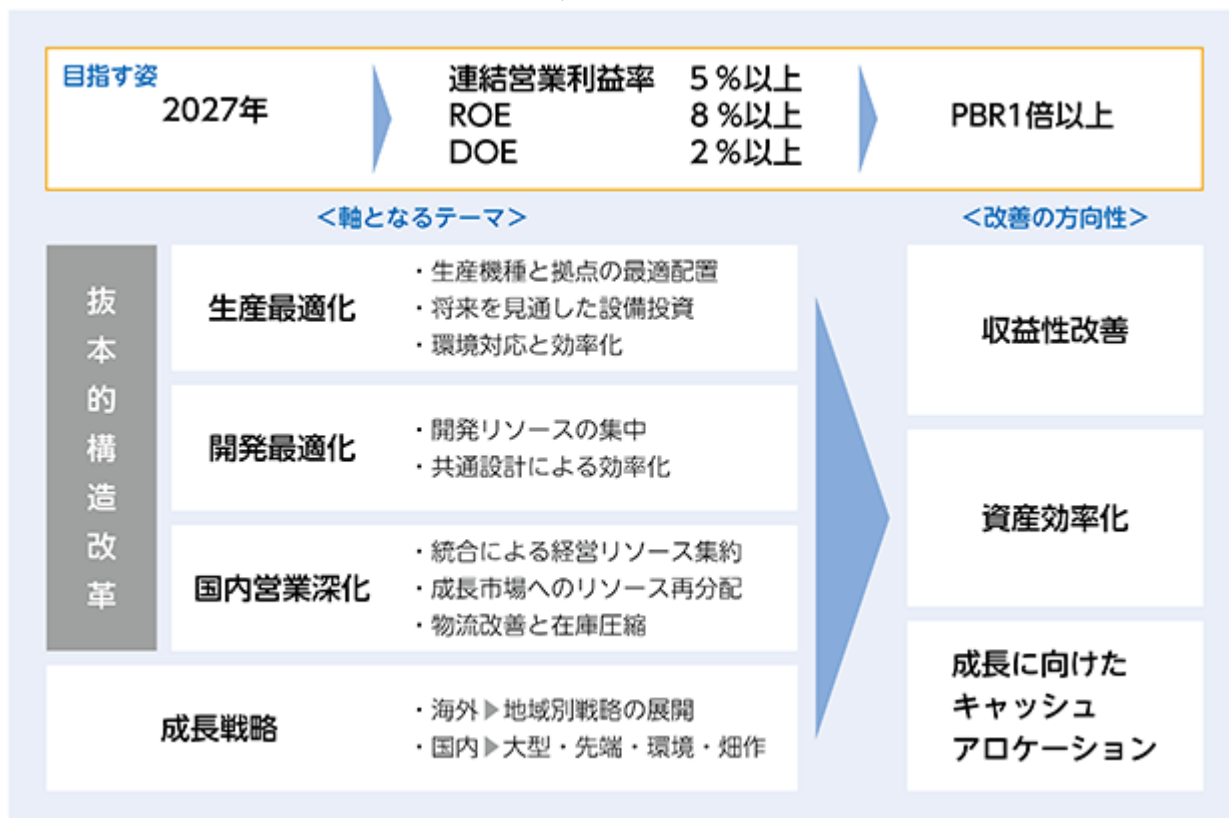 目指す姿
2027年
連結営業利益率 5%以上
ROE 8%以上
DOE 2%以上
PBR1倍以上
＜軸となるテーマ＞
抜本的構造改革
生産最適化
・生産機種と拠点の最適配置
・将来を見通した設備投資
・環境対応と効率化
開発最適化
・開発リソースの集中
・共通設計による効率化
国内営業深化
・統合による経営リソース集約
・成長市場へのリソース再分配
・物流改善と在庫圧縮
成長戦略
・海外▶地域別戦略の展開
・国内▶大型・先端・環境・畑作
＜改善の方向性＞
収益性改善
資産効率化
成長に向けた
キャッシュ
アロケーション